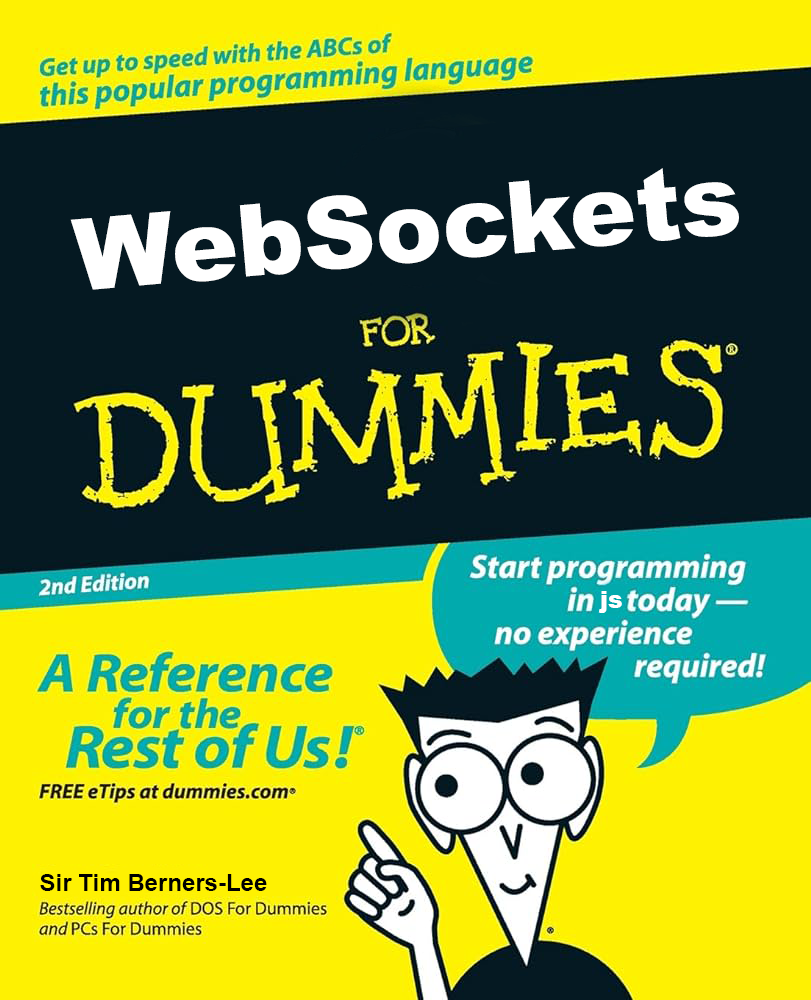 Get up to speed with the ABCs of
this popular programming language
WebSockets
FOR
DUMMIES®
2nd Edition
Start programming
in js today —
no experience
required!
A Reference
for the
Rest of Us!®
FREE eTips at dummies.com®
Sir Tim Berners-Lee
Bestselling author of DOS For Dummies
and PCs For Dummies
®